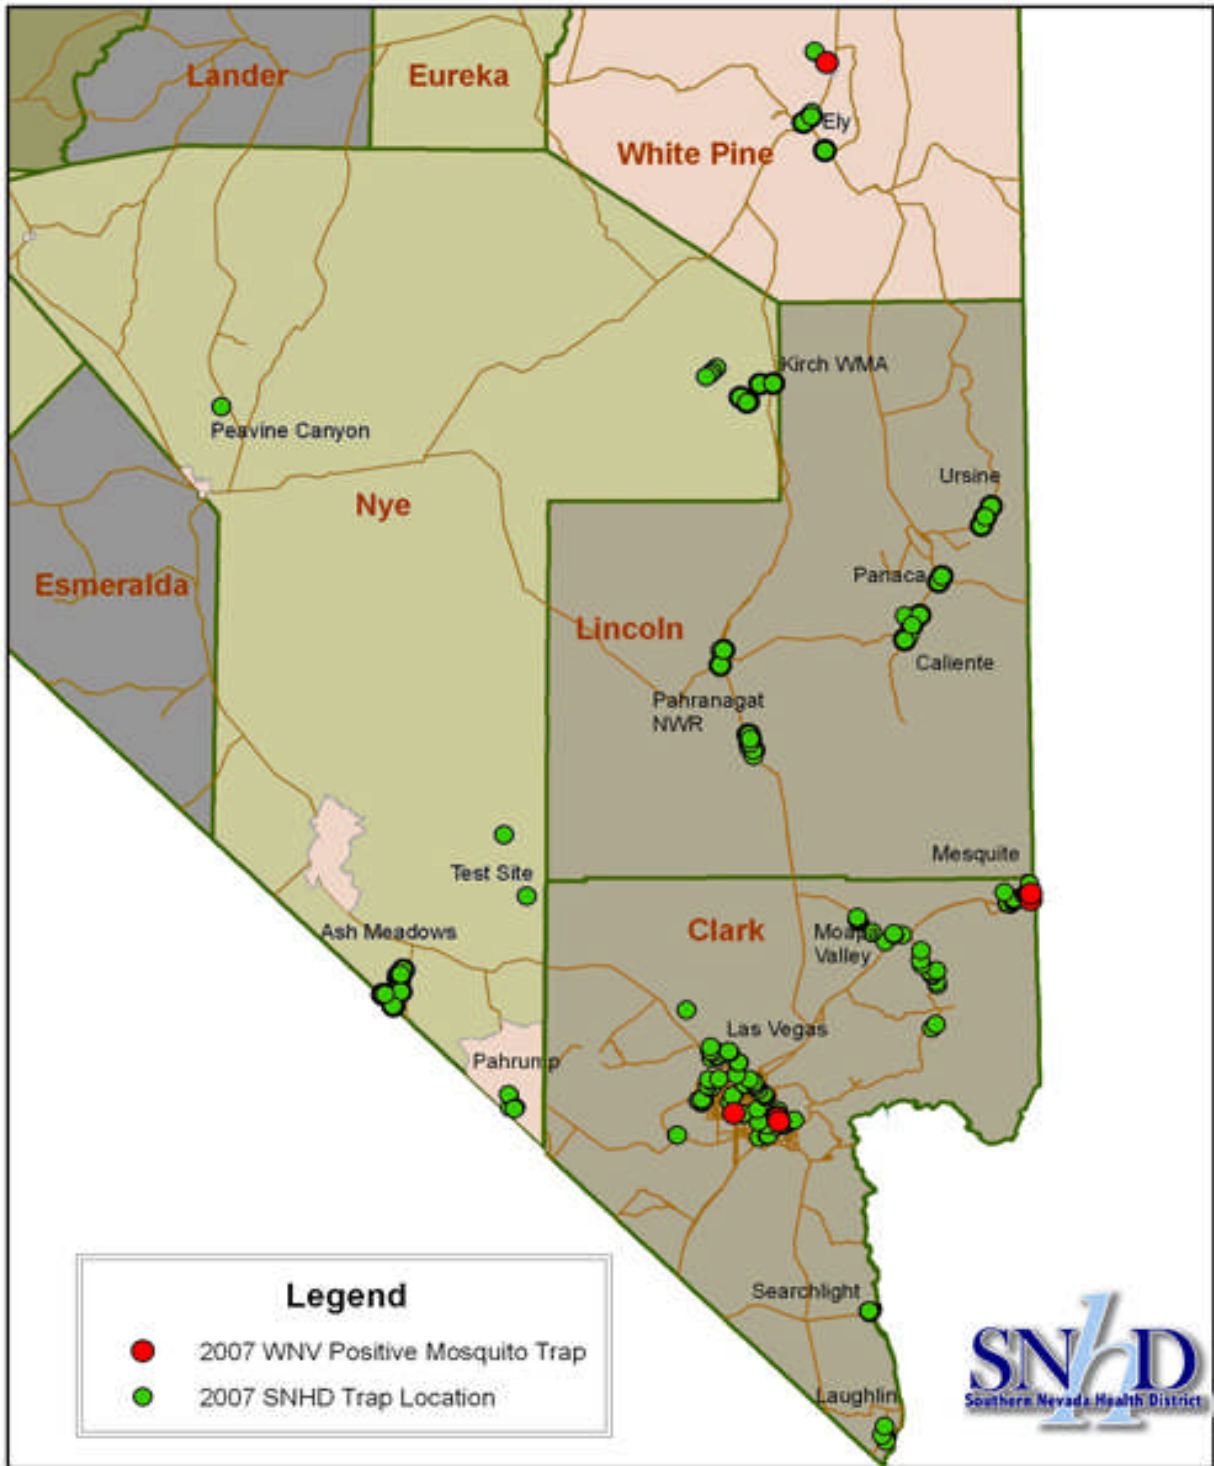 Lander
Eureka
Ely
White Pine
Kirch WMA
Peavine Canyon
Ursine
Nye
Panaca
Esmeralda
Lincoln
Caliente
Pahranagat
NWR
Mesquite
Test Site
Ash Meadows
Clark
Moapa
Valley
Las Vegas
Pahrump
Searchlight
Laughlin
Legend
2007 WNV Positive Mosquito Trap
2007 SNHD Trap Location
SNhD
Southern Nevada Health District